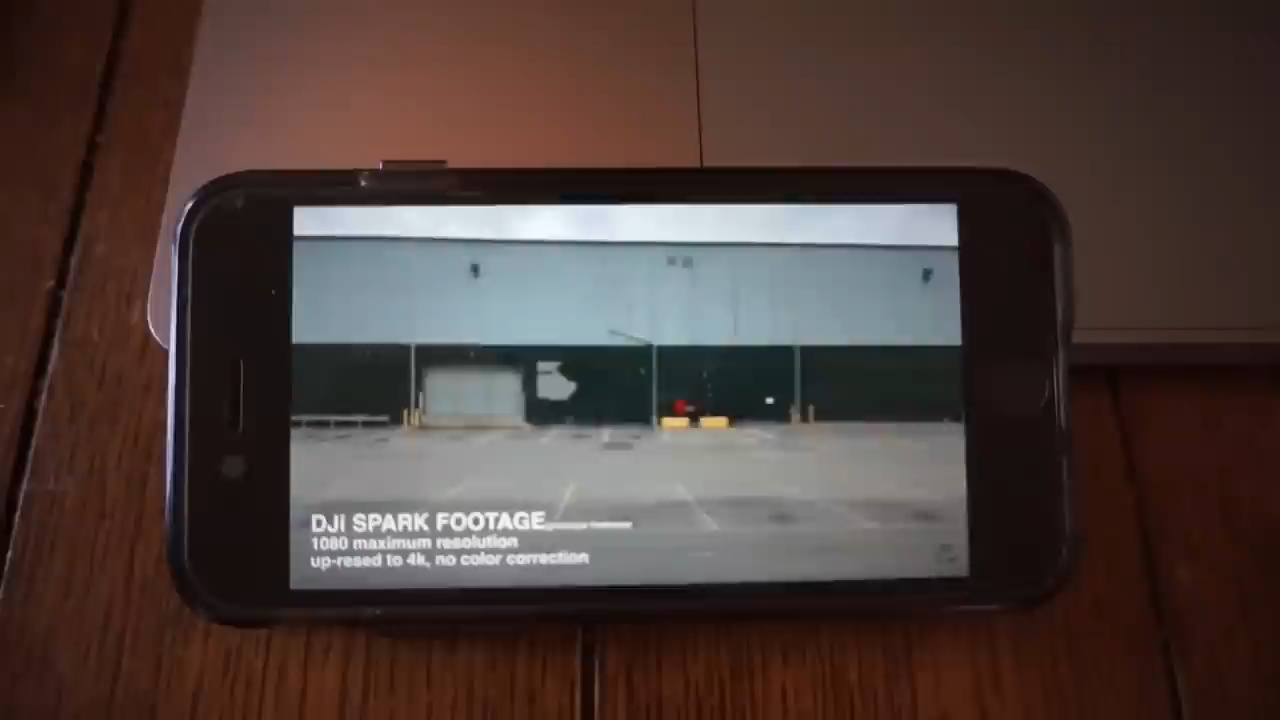 DJI SPARK FOOTAGE
1080 maximum resolution
up-resed to 4k, no color correction